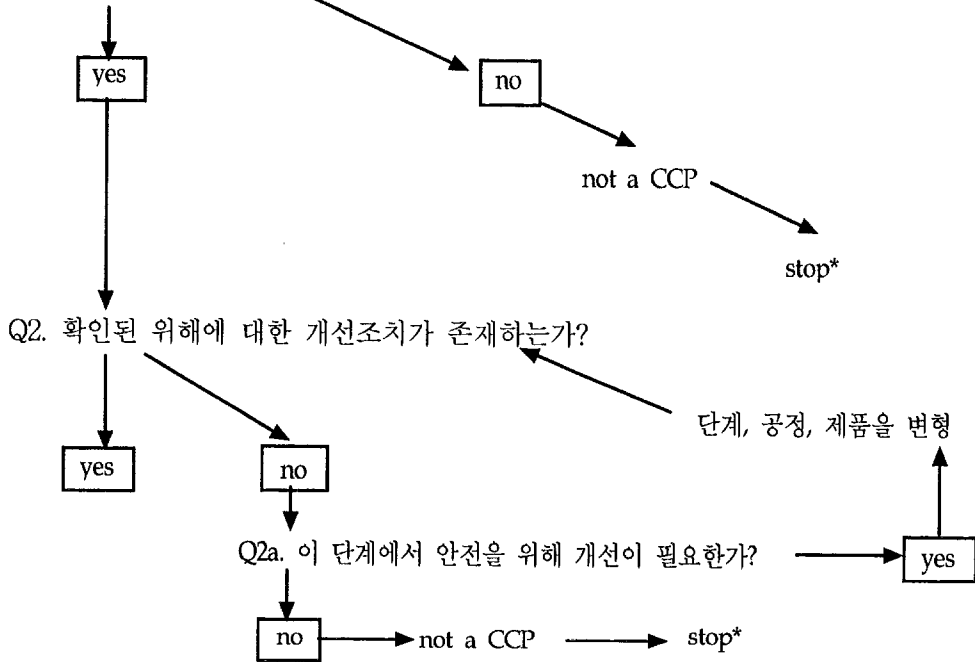 yes
no
not a CCP
stop*
Q2. 확인된 위해에 대한 개선조치가 존재하는가?
단계, 공정, 제품을 변형
yes
no
Q2a. 이 단계에서 안전을 위해 개선이 필요한가?
yes
no
not a CCP
stop*